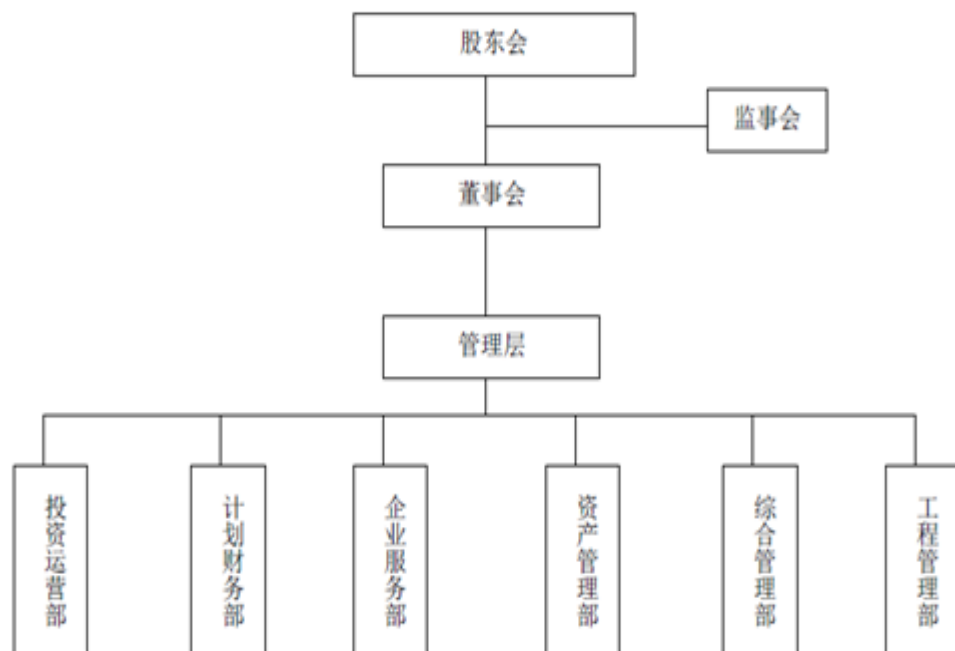 股东会
监事会
董事会
管理层
投资运营部
计划财务部
企业服务部
资产管理部
综合管理部
工程管理部